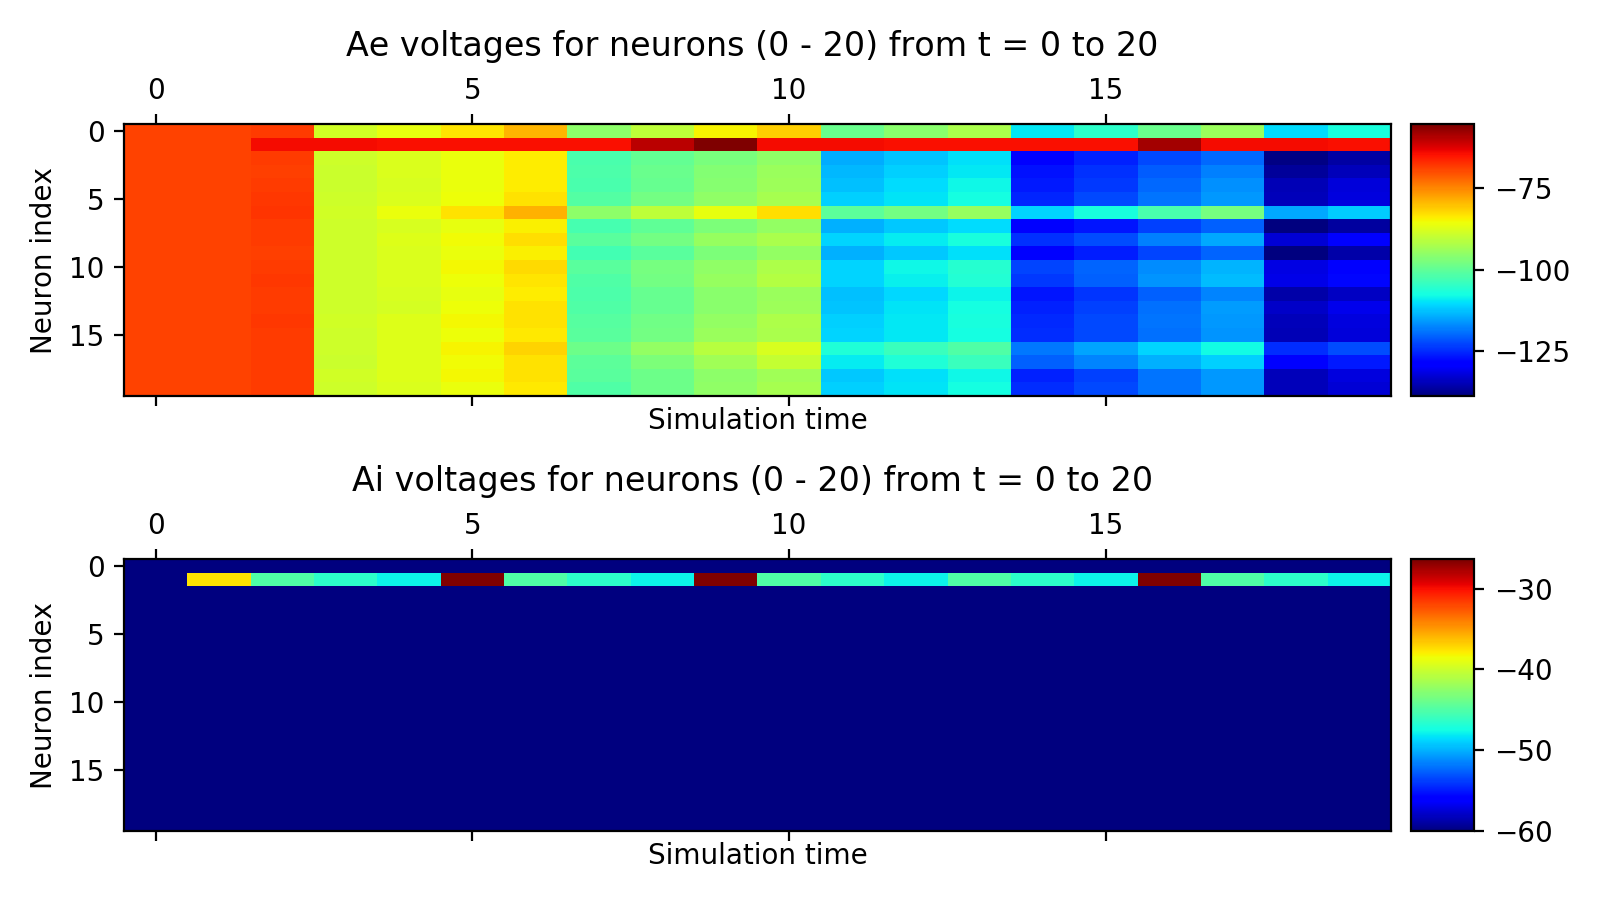 Ae voltages for neurons (0 - 20) from t = 0 to 20
0 5 10 15
0
5
10
15
Neuron index
Simulation time
−75
−100
−125
Ai voltages for neurons (0 - 20) from t = 0 to 20
0 5 10 15
0
5
10
15
Neuron index
Simulation time
−30
−40
−50
−60